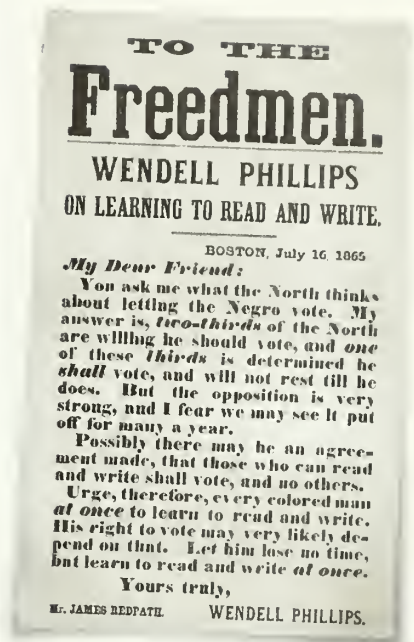 TO THE
Freedmen.
WENDELL PHILLIPS
ON LEARNING TO READ AND WRITE.
BOSTON, July 16, 1865
My Dear Friend:
You ask me what the North thinks
about letting the Negro vote. My
answer is, two-thirds of the North
are willing he should vote, and one
of these thirds is determined he
shall vote, and will not rest till he
does. But the opposition is very
strong, and I fear we may see it put
off for many a year.
Possibly there may be an agree-
ment made, that those who can read
and write shall vote, and no others.
Urge, therefore, every colored man
at once to learn to read and write.
His right to vote may very likely de-
pend on that. Let him lose no time,
but learn to read and write at once.
Yours truly,
Mr. JAMES REDPATH. WENDELL PHILLIPS.